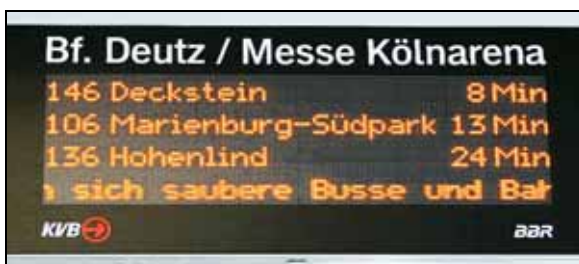 Bf. Deutz / Messe Kölnarena
146 Deckstein 8 Min
106 Marienburg-Südpark 13 Min
136 Hohenlind 24 Min
sich saubere Busse und
KVB BBR